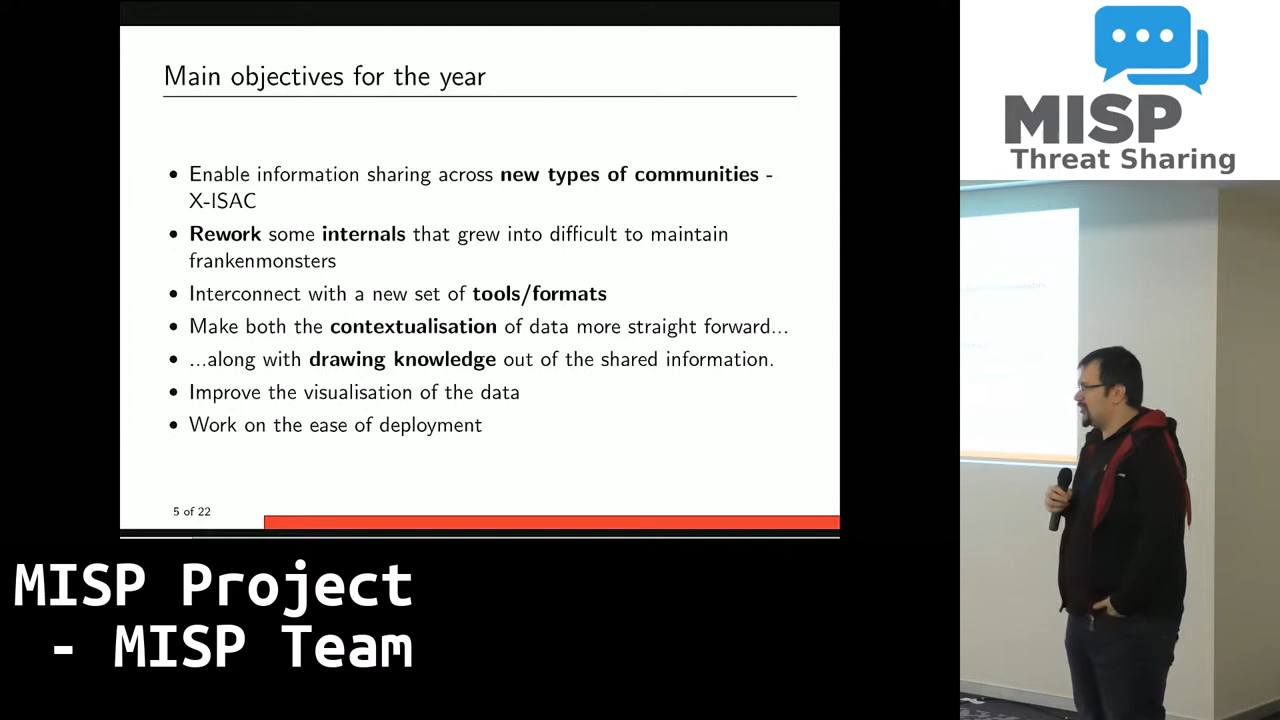 Main objectives for the year
• Enable information sharing across new types of communities -
X-ISAC
• Rework some internals that grew into difficult to maintain
frankenmonsters
• Interconnect with a new set of tools/formats
• Make both the contextualisation of data more straight forward...
• ...along with drawing knowledge out of the shared information.
• Improve the visualisation of the data
• Work on the ease of deployment
5 of 22
MISP
Threat Sharing
MISP Project
- MISP Team